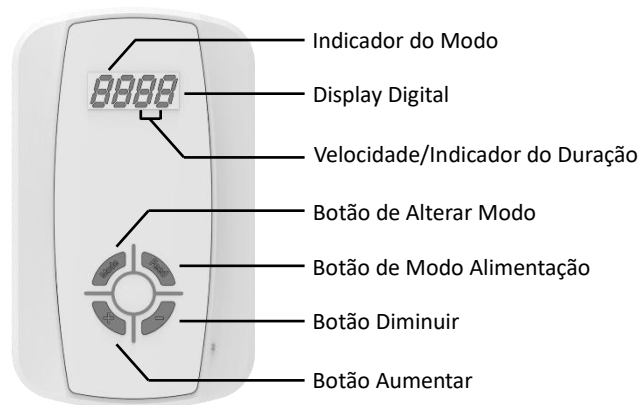 Indicador do Modo
8888
Display Digital
Velocidade/Indicador do Duração
Botão de Alterar Modo
Mode
Feed
Botão de Modo Alimentação
+
-
Botão Diminuir
Botão Aumentar